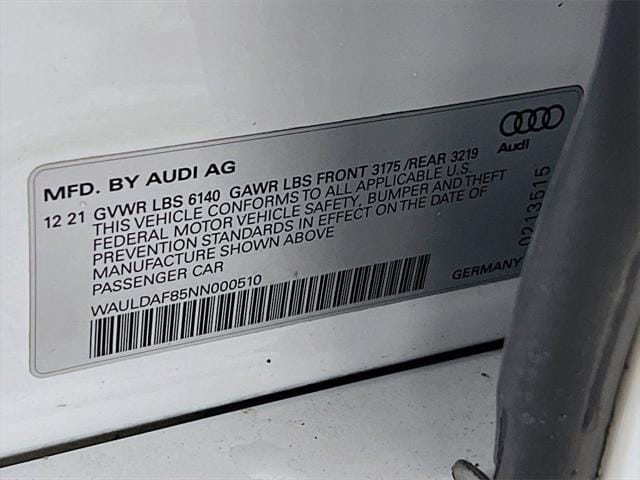 MFD. BY AUDI AG
Audi
12 21 GVWR LBS 6140 GAWR LBS FRONT 3175 /REAR 3219
THIS VEHICLE CONFORMS TO ALL APPLICABLE U.S.
FEDERAL MOTOR VEHICLE SAFETY, BUMPER AND THEFT
PREVENTION STANDARDS IN EFFECT ON THE DATE OF
MANUFACTURE SHOWN ABOVE
PASSENGER CAR
WAULDAF85NN000510
GERMANY
0213515